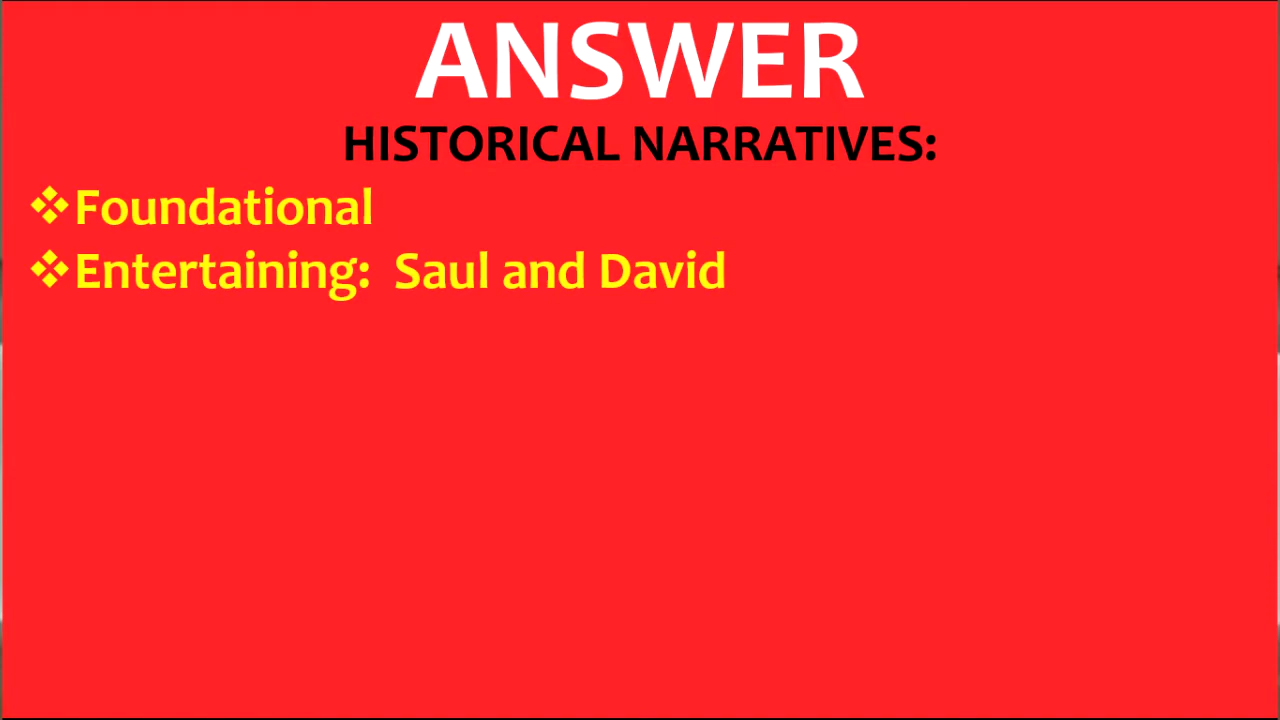 ANSWER
HISTORICAL NARRATIVES:
❖Foundational
❖Entertaining:  Saul and David